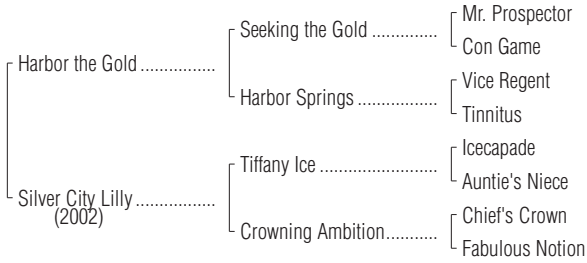 Mr. Prospector
Seeking the Gold ...............
Con Game
Harbor the Gold ................
Vice Regent
Harbor Springs ..................
Tinnitus
Icecapade
Tiffany Ice ...........................
Auntie's Niece
Silver City Lilly .................
(2002)
Chief's Crown
Crowning Ambition...........
Fabulous Notion